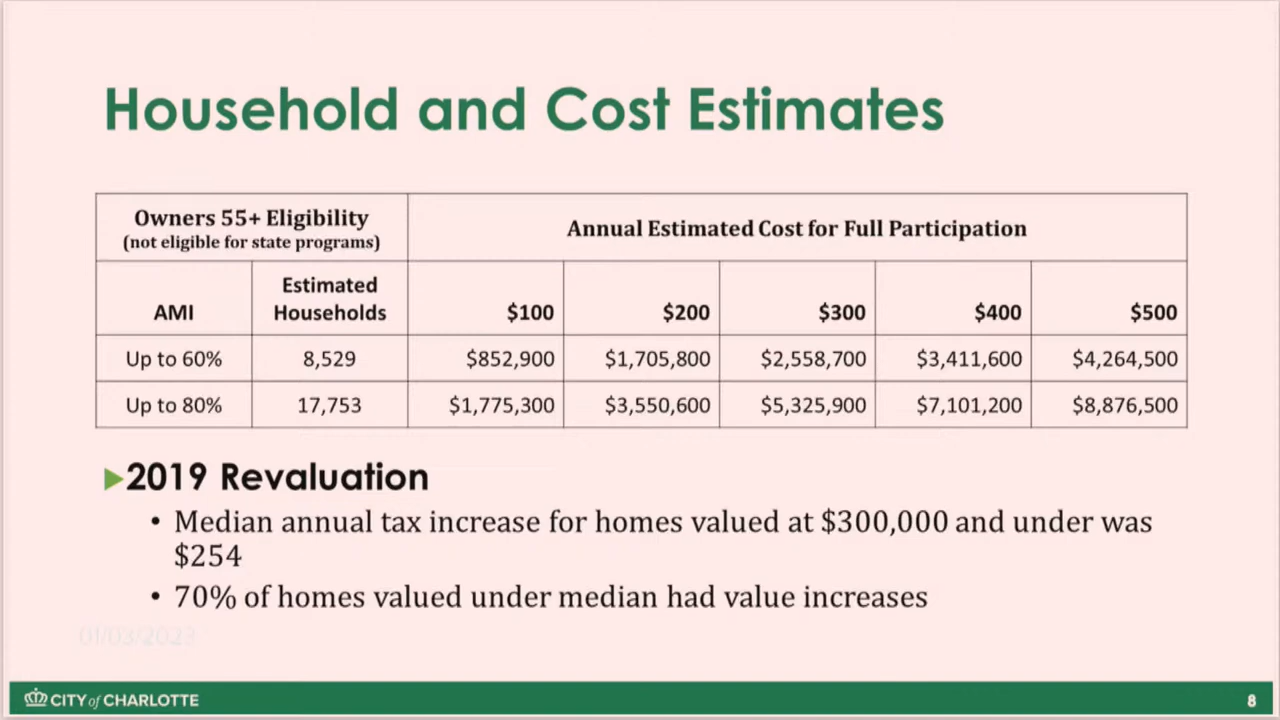 Household and Cost Estimates
Owners 55+ Eligibility
(not eligible for state programs)
Annual Estimated Cost for Full Participation
AMI
Estimated
Households
$100
$200
$300
$400
$500
Up to 60%
8,529
$852,900
$1,705,800
$2,558,700
$3,411,600
$4,264,500
Up to 80%
17,753
$1,775,300
$3,550,600
$5,325,900
$7,101,200
$8,876,500
2019 Revaluation
• Median annual tax increase for homes valued at $300,000 and under was
$254
• 70% of homes valued under median had value increases
CITY of CHARLOTTE
8